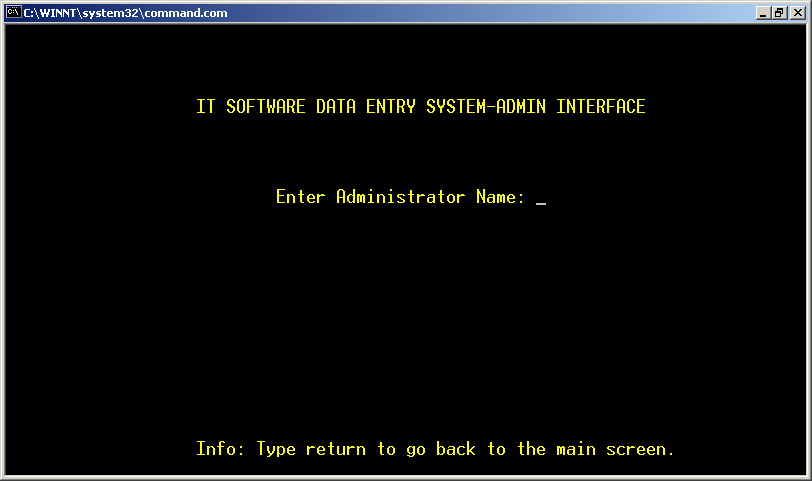 C:\WINNT\system32\command.com
IT SOFTWARE DATA ENTRY SYSTEM-ADMIN INTERFACE
Enter Administrator Name: _
Info: Type return to go back to the main screen.